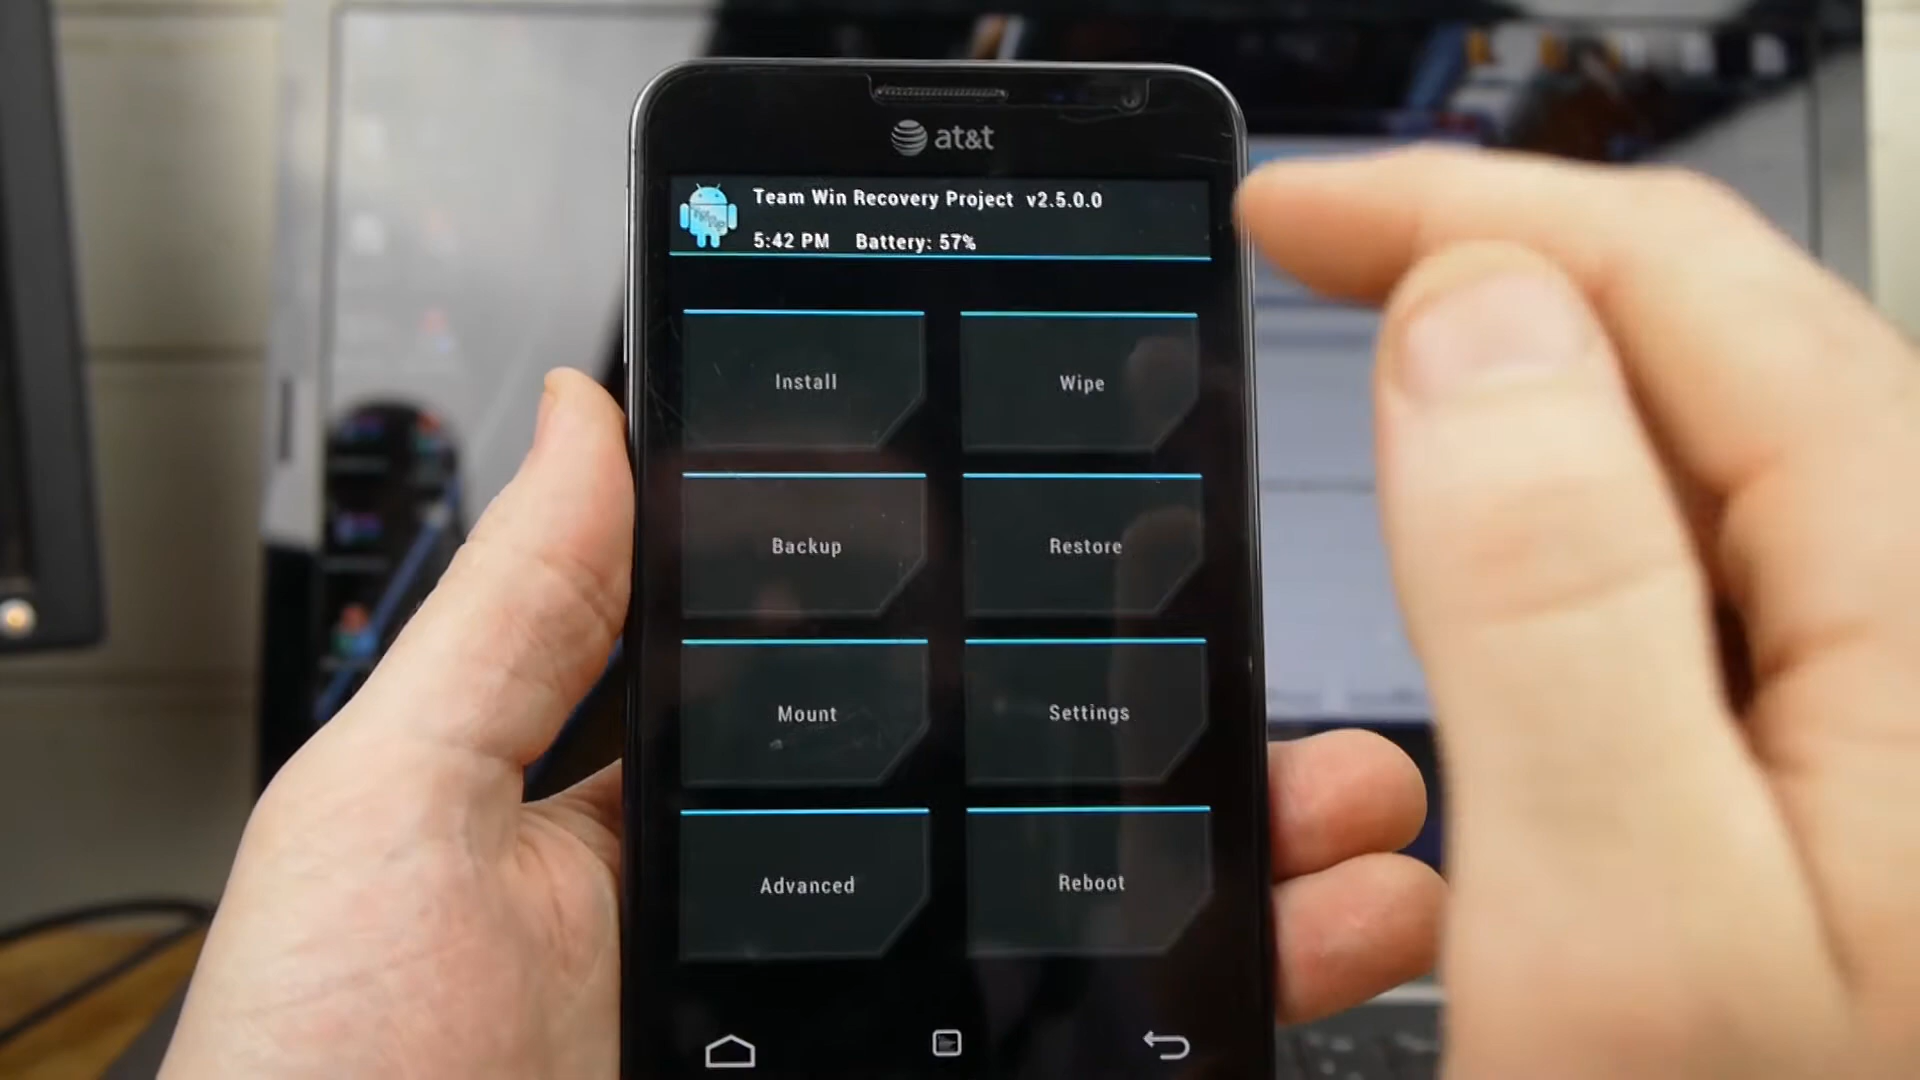 at&t
Team Win Recovery Project v2.5.0.0
5:42 PM Battery: 57%
Install
Wipe
Backup
Restore
Mount
Settings
Advanced
Reboot